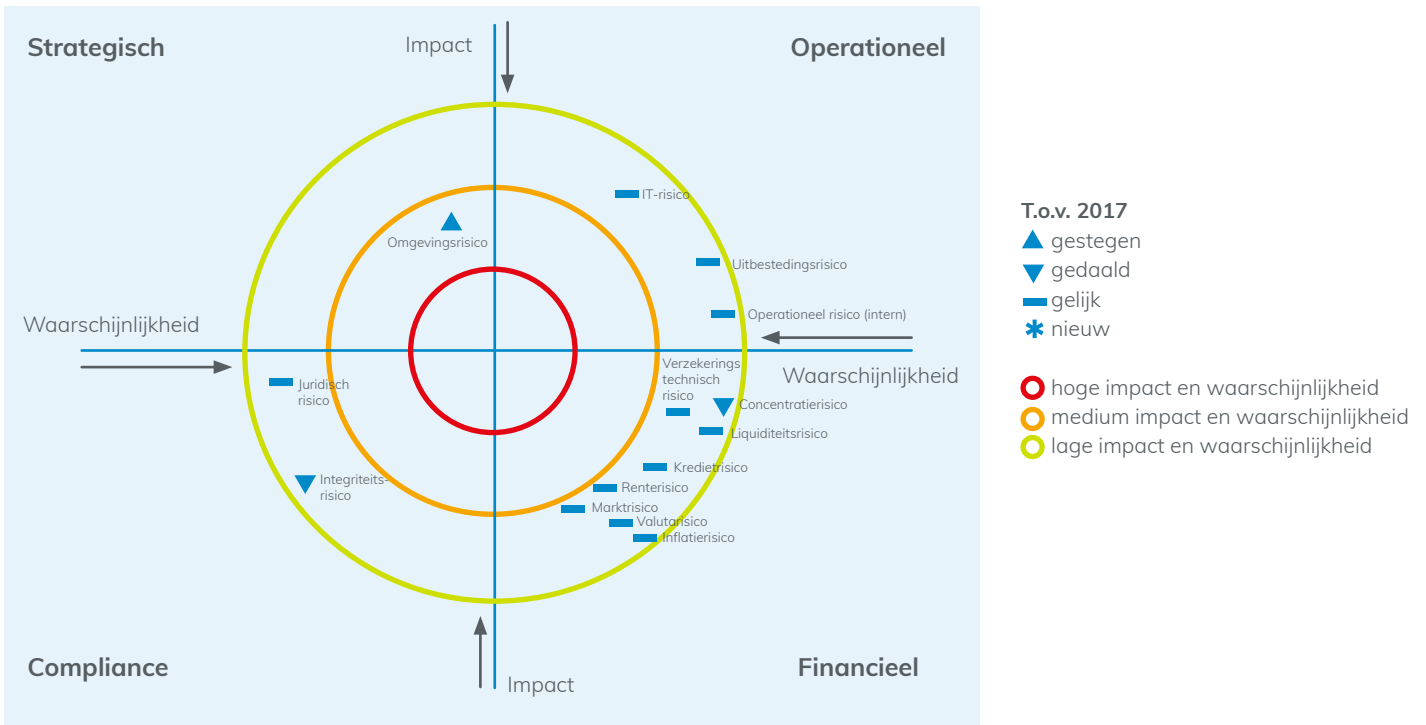 Strategisch
Impact
Operationeel
IT-risico
Omgevingsrisico
Uitbestedingsrisico
Operationeel risico (intern)
Waarschijnlijkheid
Waarschijnlijkheid
Verzekerings
technisch
risico
Juridisch
risico
Concentratierisico
Liquiditeitsrisico
Kredietrisico
Integriteits-
risico
Renterisico
Marktrisico
Valutarisico
Inflatierisico
Compliance
Financieel
Impact
T.o.v. 2017
gestegen
gedaald
gelijk
nieuw
hoge impact en waarschijnlijkheid
medium impact en waarschijnlijkheid
lage impact en waarschijnlijkheid